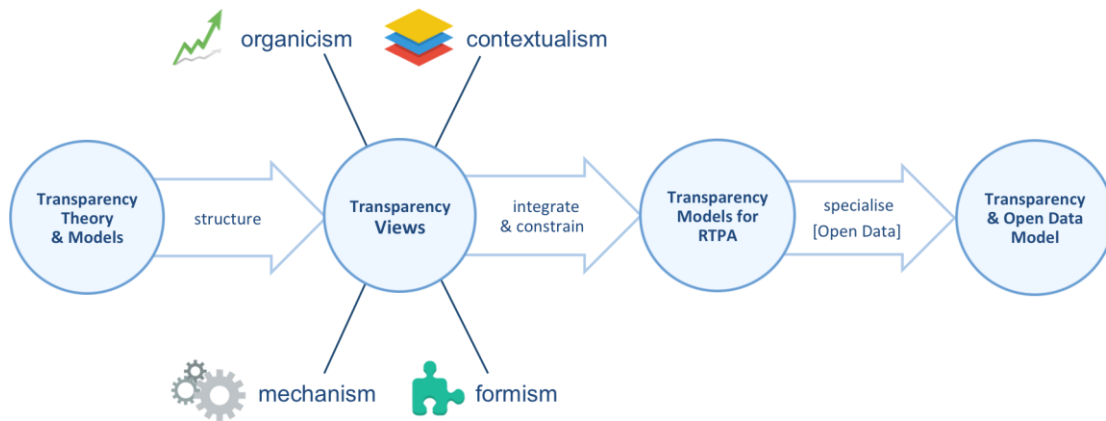 organicism
contextualism
Transparency
Theory
& Models
structure
Transparency
Views
integrate
& constrain
Transparency
Models for
RTPA
specialise
[Open Data]
Transparency
& Open Data
Model
mechanism
formism